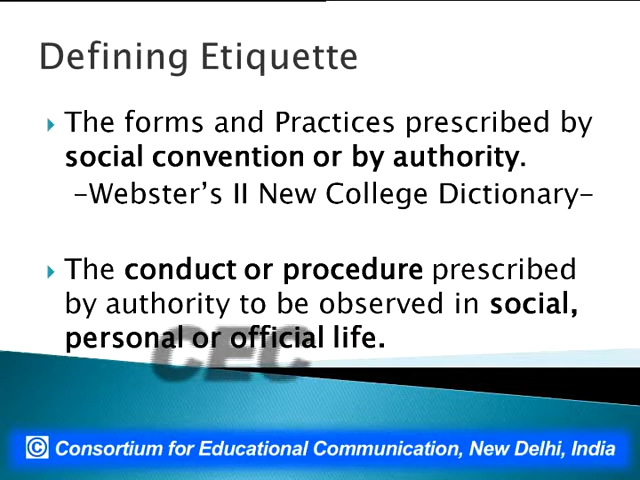 Defining Etiquette
The forms and Practices prescribed by
social convention or by authority.
-Webster's II New College Dictionary-
The conduct or procedure prescribed
by authority to be observed in social,
personal or official life.
CEC
© Consortium for Educational Communication, New Delhi, India